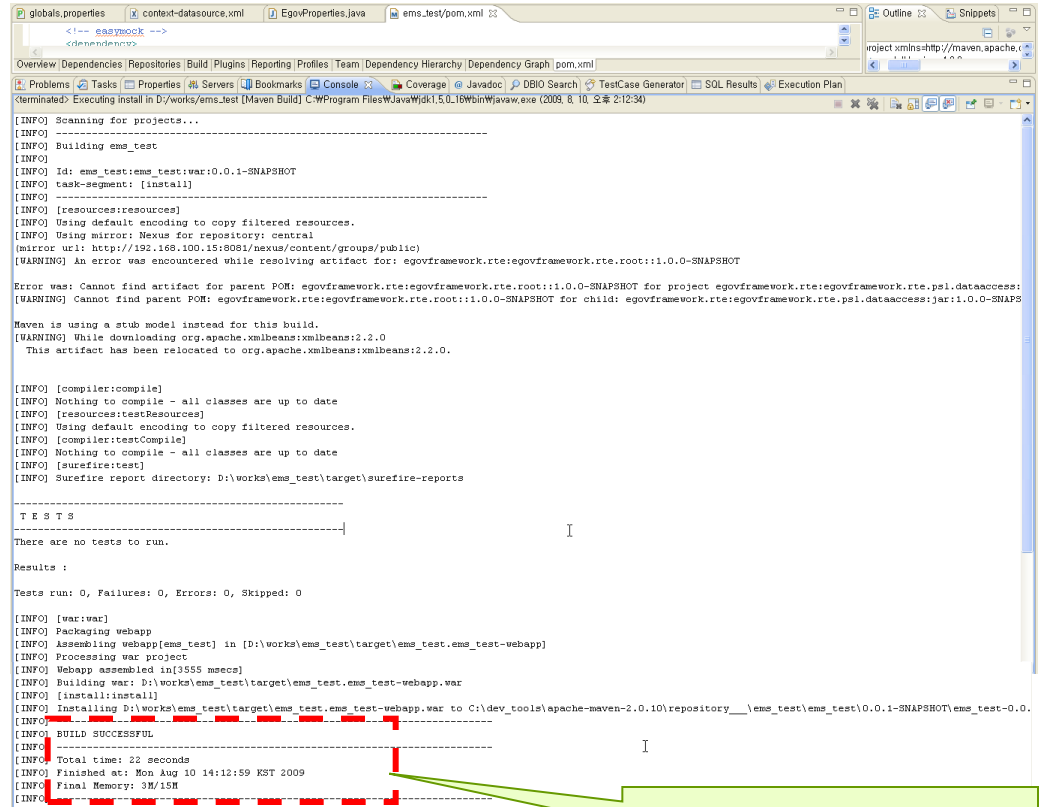 globals,properties context-datasource,xml EgovProperties,java ems_test/pom,xml Outline Snippets
<!-- easymock -->
<dependency>
Overview Dependencies Repositories Build Plugins Reporting Profiles Team Dependency Hierarchy Dependency Graph pom,xml
Problems Tasks Properties Servers Bookmarks Console Coverage Javadoc DBIO Search TestCase Generator SQL Results Execution Plan
<terminated> Executing install in D:/works/ems_test [Maven Build] C:₩Program Files₩Java₩jdk1,5,0_16₩bin₩javaw,exe (2009, 8, 10, 오후 2:12:34)
[INFO] Scanning for projects...
[INFO] ------------------------------------------------------------------------
[INFO] Building ems_test
[INFO]
[INFO] Id: ems_test:ems_test:war:0.0.1-SNAPSHOT
[INFO] task-segment: [install]
[INFO] ------------------------------------------------------------------------
[INFO] [resources:resources]
[INFO] Using default encoding to copy filtered resources.
[INFO] Using mirror: Nexus for repository: central
(mirror url: http://192.168.100.15:8081/nexus/content/groups/public)
[WARNING] An error was encountered while resolving artifact for: egovframework.rte:egovframework.rte.root::1.0.0-SNAPSHOT
Error was: Cannot find artifact for parent POM: egovframework.rte:egovframework.rte.root::1.0.0-SNAPSHOT for project egovframework.rte:egovframework.rte.psl.dataaccess:
[WARNING] Cannot find parent POM: egovframework.rte:egovframework.rte.root::1.0.0-SNAPSHOT for child: egovframework.rte:egovframework.rte.psl.dataaccess:jar:1.0.0-SNAPS
Maven is using a stub model instead for this build.
[WARNING] While downloading org.apache.xmlbeans:xmlbeans:2.2.0
This artifact has been relocated to org.apache.xmlbeans:xmlbeans:2.2.0.
[INFO] [compiler:compile]
[INFO] Nothing to compile - all classes are up to date
[INFO] [resources:testResources]
[INFO] Using default encoding to copy filtered resources.
[INFO] [compiler:testCompile]
[INFO] Nothing to compile - all classes are up to date
[INFO] [surefire:test]
[INFO] Surefire report directory: D:\works\ems_test\target\surefire-reports
-------------------------------------------------------
T E S T S
-------------------------------------------------------
There are no tests to run.
Results :
Tests run: 0, Failures: 0, Errors: 0, Skipped: 0
[INFO] [war:war]
[INFO] Packaging webapp
[INFO] Assembling webapp[ems_test] in [D:\works\ems_test\target\ems_test.ems_test-webapp]
[INFO] Processing war project
[INFO] Webapp assembled in[3555 msecs]
[INFO] Building war: D:\works\ems_test\target\ems_test.ems_test-webapp.war
[INFO] [install:install]
[INFO] Installing D:\works\ems_test\target\ems_test.ems_test-webapp.war to C:\dev_tools\apache-maven-2.0.10\repository___\ems_test\ems_test\0.0.1-SNAPSHOT\ems_test-0.0.
[INFO] ------------------------------------------------------------------------
[INFO] BUILD SUCCESSFUL
[INFO] ------------------------------------------------------------------------
[INFO] Total time: 22 seconds
[INFO] Finished at: Mon Aug 10 14:12:59 KST 2009
[INFO] Final Memory: 3M/15M
[INFO] ------------------------------------------------------------------------